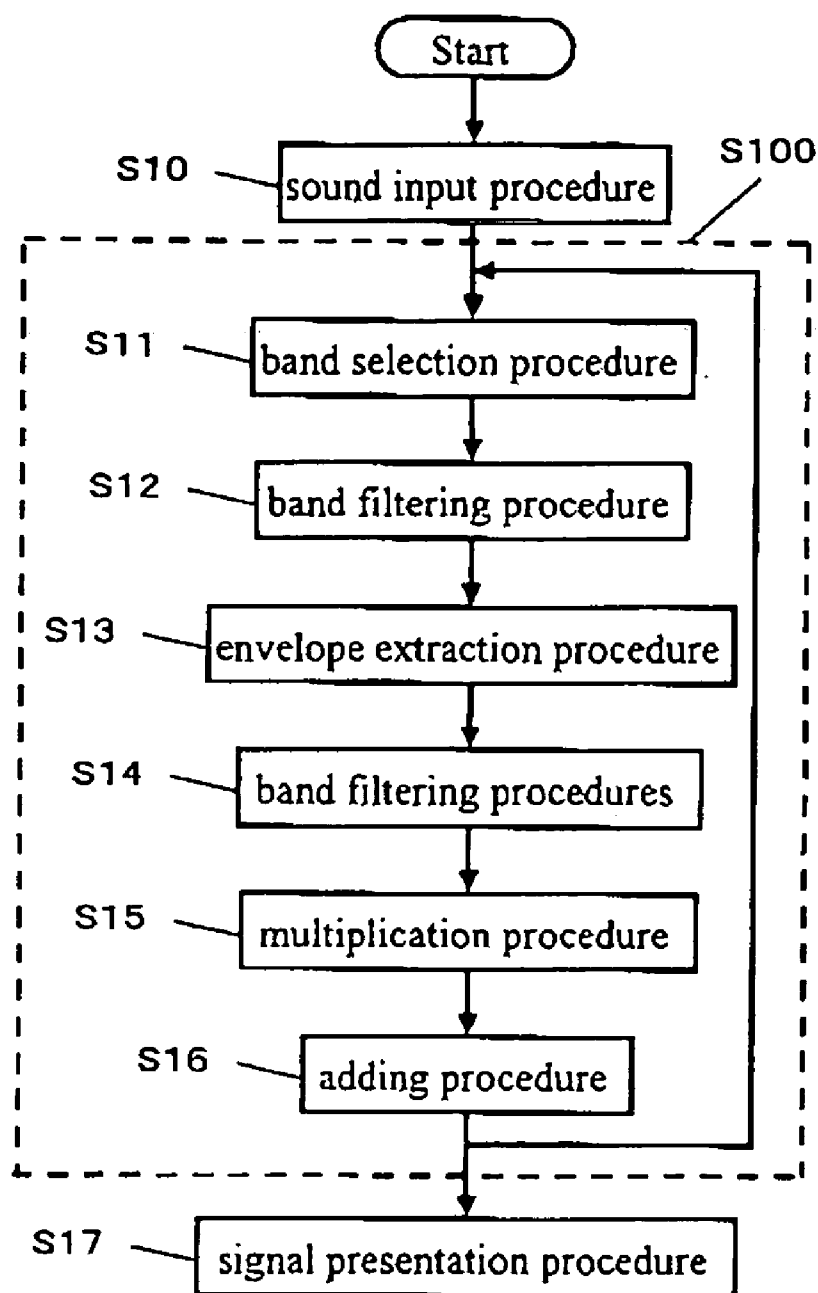 Start
S100
S10
sound input procedure
S11
band selection procedure
S12
band filtering procedure
S13
envelope extraction procedure
S14
band filtering procedures
S15
multiplication procedure
S16
adding procedure
S17
signal presentation procedure